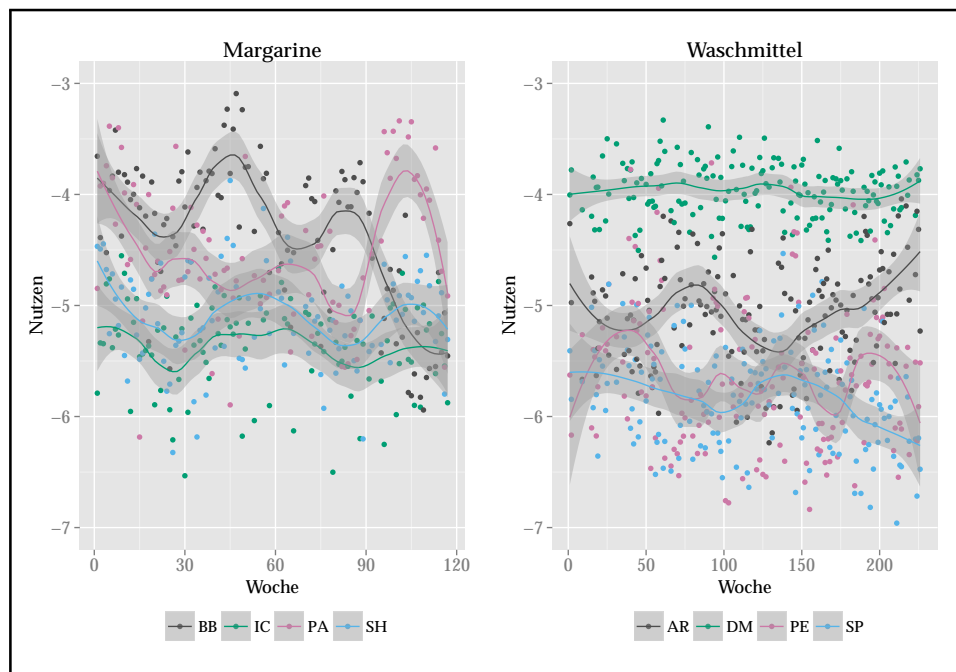 Margarine
−3
−4
−5
−6
−7
Nutzen
0 30 60 90 120
Woche
BB IC PA SH
Waschmittel
−3
−4
−5
−6
−7
Nutzen
0 50 100 150 200
Woche
AR DM PE SP